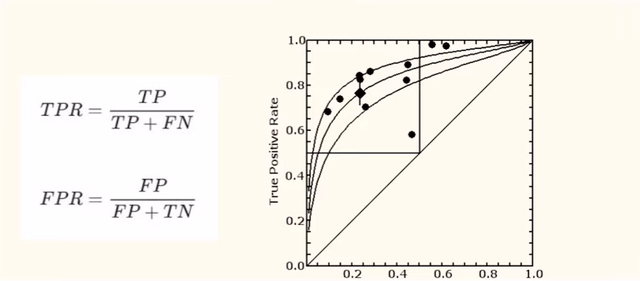 TPR = TP / (TP + FN)
FPR = FP / (FP + TN)
True Positive Rate
1.0
0.8
0.6
0.4
0.2
0.0
0.2 0.4 0.6 0.8 1.0